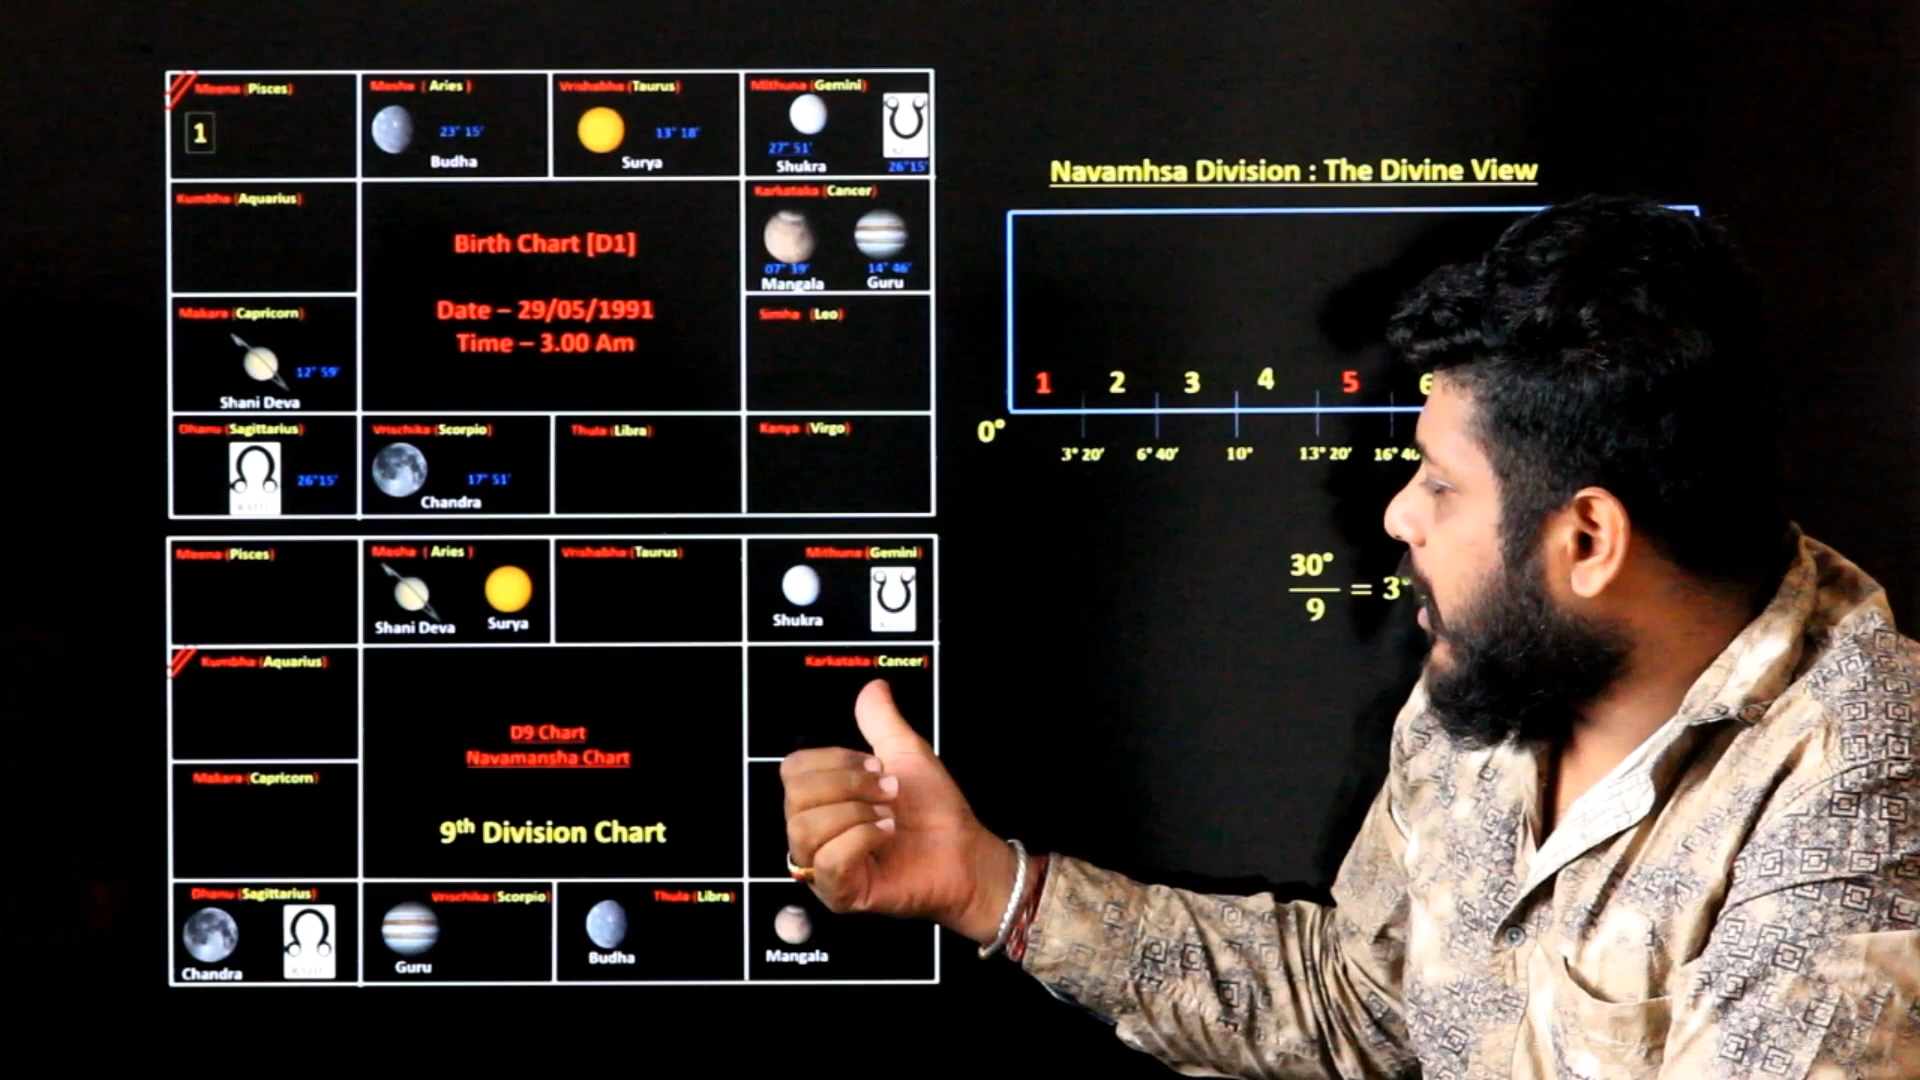 Meena (Pisces)
1
Mesha ( Aries )
23° 15'
Budha
Vrishabha (Taurus)
13° 18'
Surya
Mithuna (Gemini)
27° 51'
Shukra
26°15'
Kumbha (Aquarius)
Karkataka (Cancer)
07° 39'
Mangala
14° 46'
Guru
Birth Chart [D1]
Date – 29/05/1991
Time – 3.00 Am
Makara (Capricorn)
12° 59'
Shani Deva
Simha (Leo)
Dhanu (Sagittarius)
26°15'
Vrischika (Scorpio)
17° 51'
Chandra
Thula (Libra)
Kanya (Virgo)
Meena (Pisces)
Mesha ( Aries )
Shani Deva
Surya
Vrishabha (Taurus)
Mithuna (Gemini)
Shukra
Kumbha (Aquarius)
Karkataka (Cancer)
D9 Chart
Navamansha Chart
9th Division Chart
Makara (Capricorn)
Dhanu (Sagittarius)
Chandra
Vrischika (Scorpio)
Guru
Thula (Libra)
Budha
Mangala
Navamhsa Division : The Divine View
1 2 3 4 5 6
0°
3° 20' 6° 40' 10° 13° 20' 16° 40
30°
9
= 3°